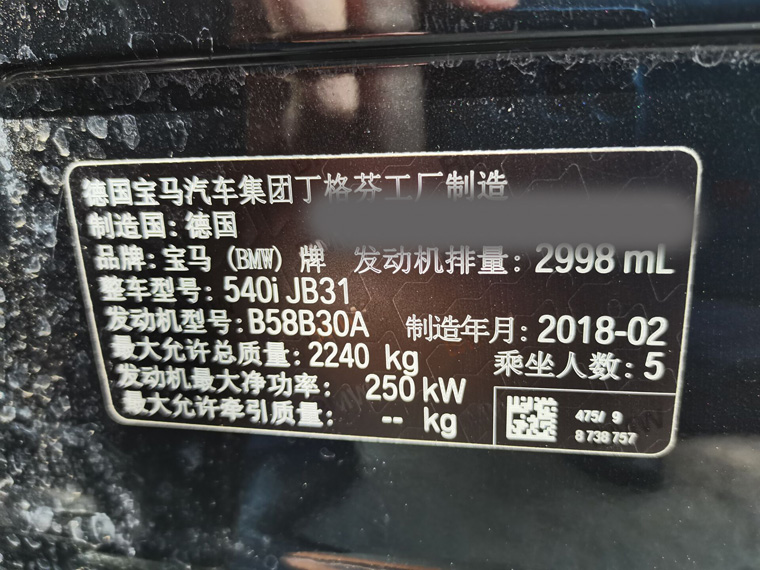 德国宝马汽车集团丁格芬工厂制造
制造国: 德国
品牌: 宝马 (BMW) 牌 发动机排量: 2998 mL
整车型号: 540i JB31
发动机型号: B58B30A 制造年月: 2018-02
最大允许总质量: 2240 kg 乘坐人数: 5
发动机最大净功率: 250 kW
最大允许牵引质量: -- kg
475/ 9
8 738 757